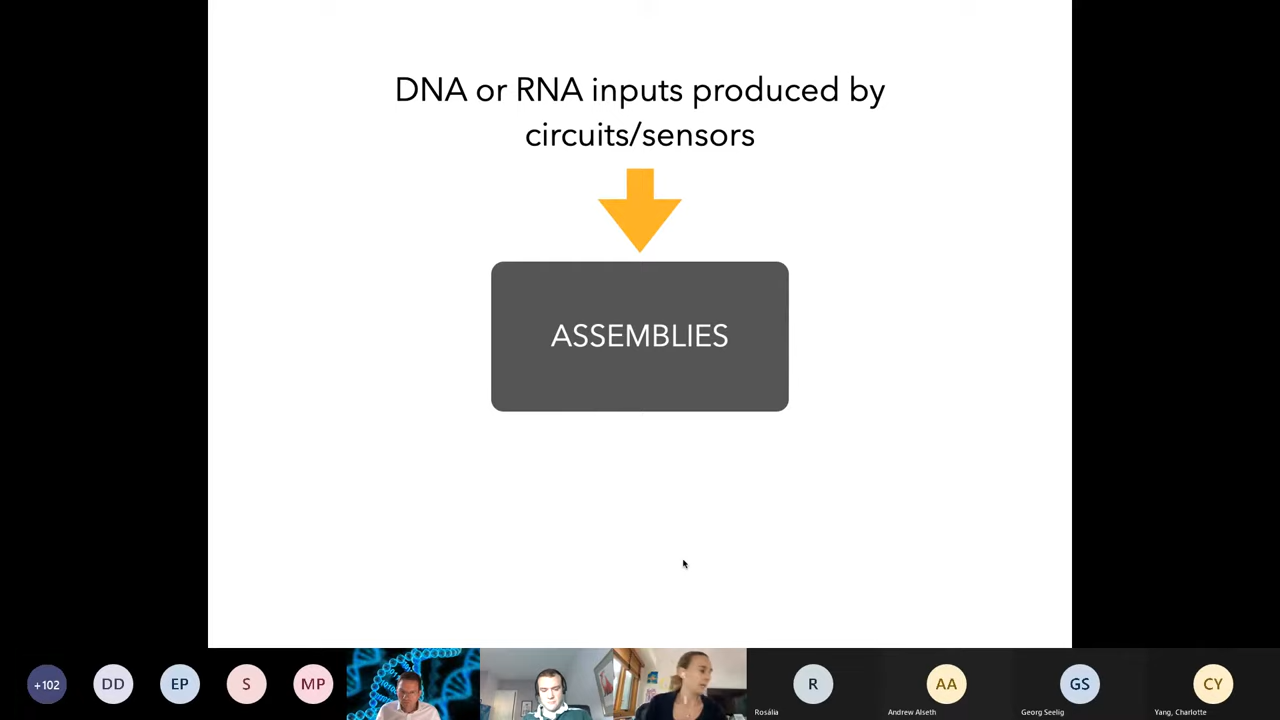 DNA or RNA inputs produced by
circuits/sensors
ASSEMBLIES
+102
DD
EP
S
MP
R
AA
GS
CY
Rosália
Andrew Alseth
Georg Seelig
Yang, Charlotte